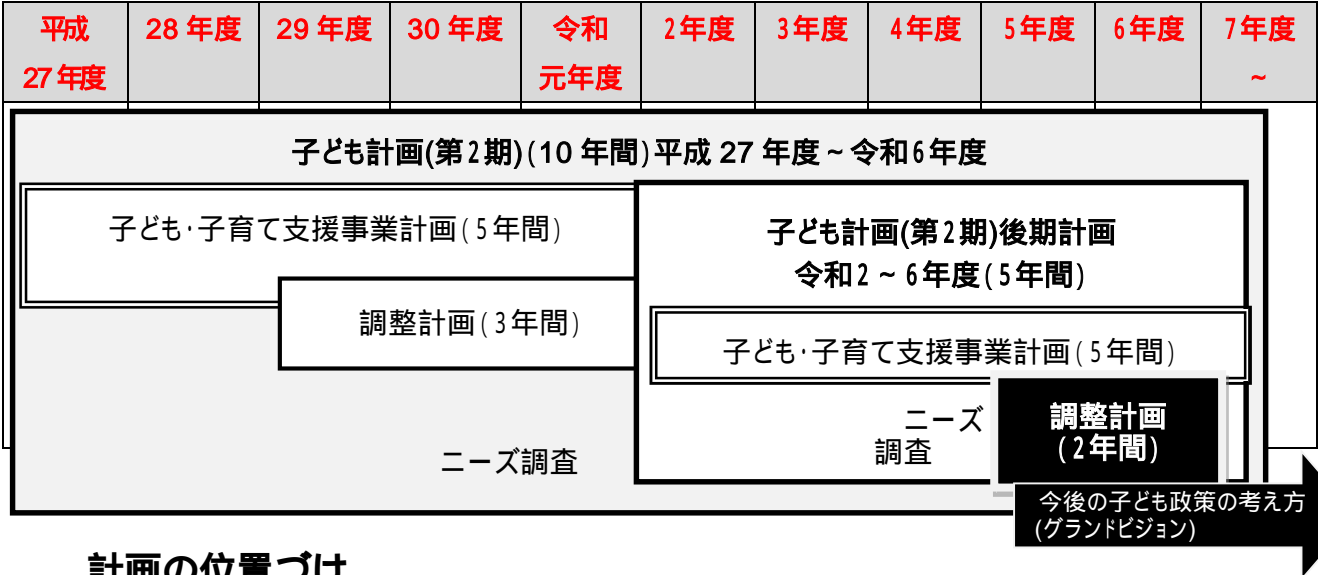 平成 28年度 29年度 30年度 令和 2年度 3年度 4年度 5年度 6年度 7年度
27年度 元年度 ~
子ども計画(第2期)(10年間)平成27年度~令和6年度
子ども・子育て支援事業計画(5年間)
子ども計画(第2期)後期計画
令和2~6年度(5年間)
調整計画(3年間)
子ども・子育て支援事業計画(5年間)
ニーズ
調査
調整計画
(2年間)
ニーズ調査
今後の子ども政策の考え方
(グランドビジョン)
計画の位置づけ